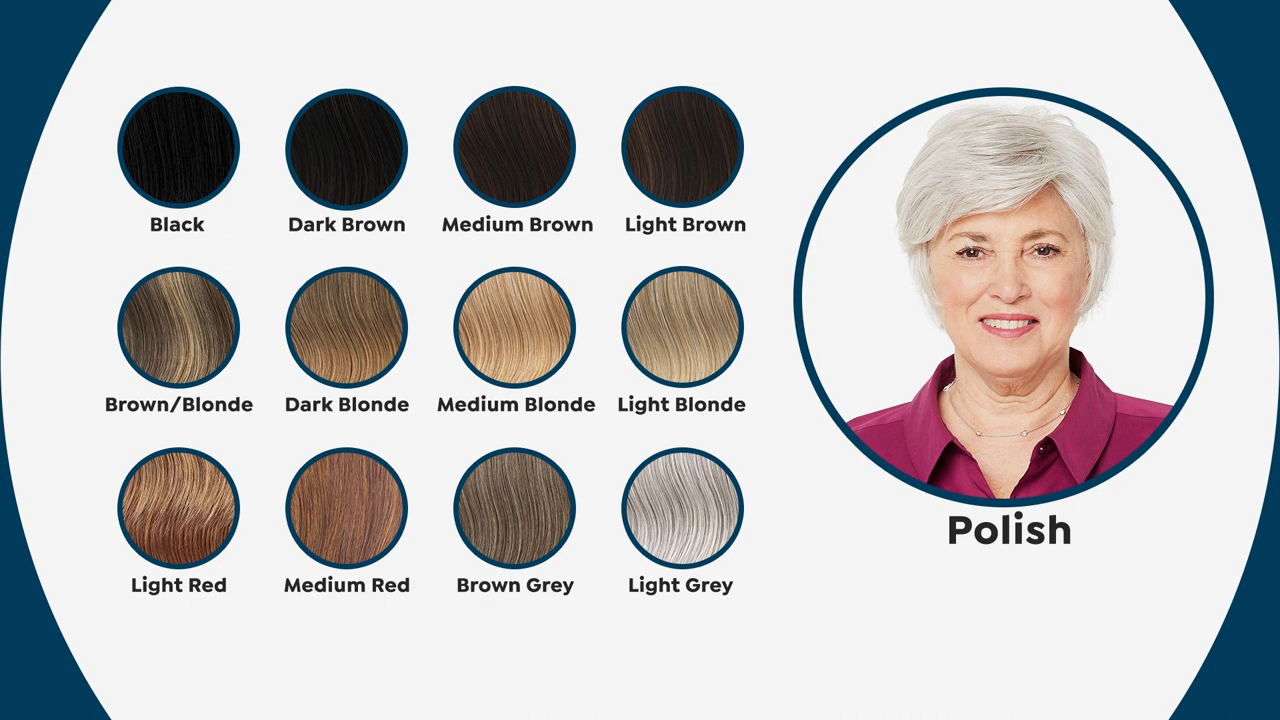 Black
Dark Brown
Medium Brown
Light Brown
Brown/Blonde
Dark Blonde
Medium Blonde
Light Blonde
Light Red
Medium Red
Brown Grey
Light Grey
Polish